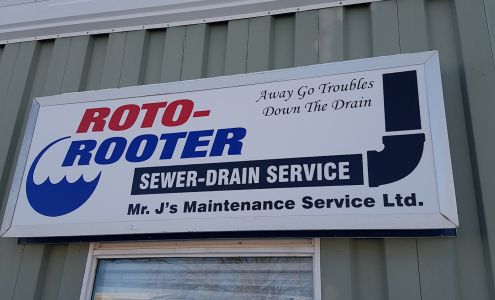 Away Go Troubles
Down The Drain
ROTO-
ROOTER
SEWER-DRAIN SERVICE
Mr. J's Maintenance Service Ltd.